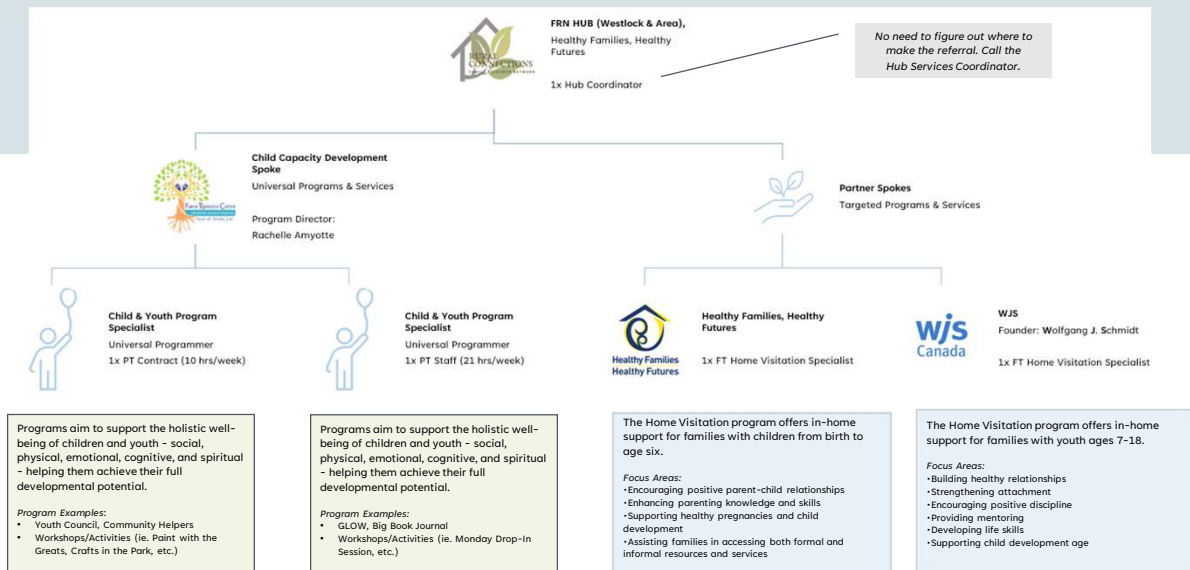 FRN HUB (Westlock & Area),
Healthy Families, Healthy
Futures
1x Hub Coordinator
RURAL
CONNECTIONS
No need to figure out where to
make the referral. Call the
Hub Services Coordinator.
Child Capacity Development
Spoke
Universal Programs & Services
Program Director:
Rachelle Amyotte
Partner Spokes
Targeted Programs & Services
Child & Youth Program
Specialist
Universal Programmer
1x PT Contract (10 hrs/week)
Child & Youth Program
Specialist
Universal Programmer
1x PT Staff (21 hrs/week)
Healthy Families
Healthy Futures
Healthy Families, Healthy
Futures
1x FT Home Visitation Specialist
wjs
Canada
WJS
Founder: Wolfgang J. Schmidt
1x FT Home Visitation Specialist
Programs aim to support the holistic well-
being of children and youth - social,
physical, emotional, cognitive, and spiritual
- helping them achieve their full
developmental potential.
Program Examples:
• Youth Council, Community Helpers
• Workshops/Activities (ie. Paint with the
Greats, Crafts in the Park, etc.)
Programs aim to support the holistic well-
being of children and youth - social,
physical, emotional, cognitive, and spiritual
- helping them achieve their full
developmental potential.
Program Examples:
• GLOW, Big Book Journal
• Workshops/Activities (ie. Monday Drop-In
Session, etc.)
The Home Visitation program offers in-home
support for families with children from birth to
age six.
Focus Areas:
•Encouraging positive parent-child relationships
•Enhancing parenting knowledge and skills
•Supporting healthy pregnancies and child
development
•Assisting families in accessing both formal and
informal resources and services
The Home Visitation program offers in-home
support for families with youth ages 7-18.
Focus Areas:
•Building healthy relationships
•Strengthening attachment
•Encouraging positive discipline
•Providing mentoring
•Developing life skills
•Supporting child development age